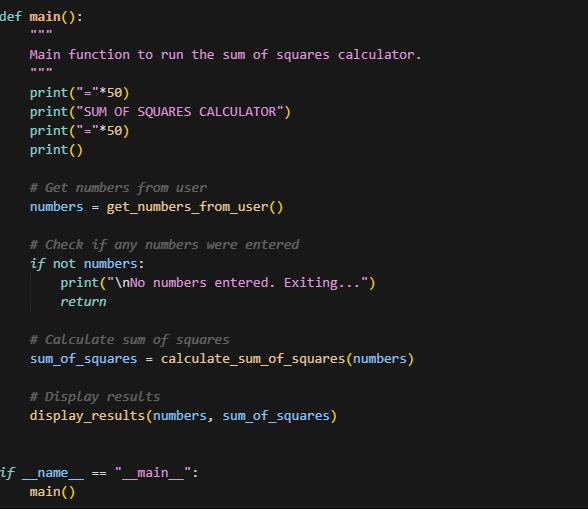 def main():
    """
    Main function to run the sum of squares calculator.
    """
    print("="*50)
    print("SUM OF SQUARES CALCULATOR")
    print("="*50)
    print()

    # Get numbers from user
    numbers = get_numbers_from_user()

    # Check if any numbers were entered
    if not numbers:
        print("\nNo numbers entered. Exiting...")
        return

    # Calculate sum of squares
    sum_of_squares = calculate_sum_of_squares(numbers)

    # Display results
    display_results(numbers, sum_of_squares)


if __name__ == "__main__":
    main()